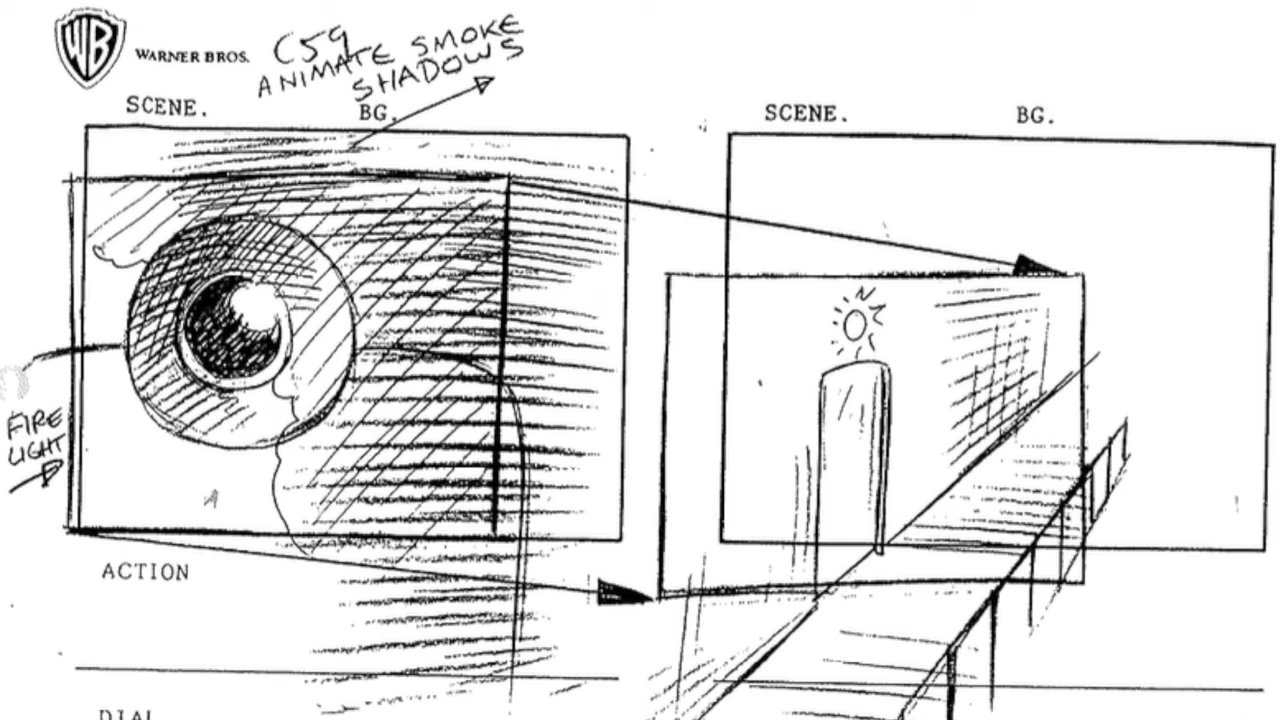 WB
WARNER BROS.
C59
ANIMATE SMOKE
SHADOWS
SCENE.
BG.
SCENE.
BG.
FIRE
LIGHT
ACTION
DIAL